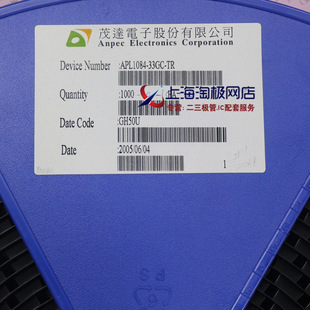 茂達電子股份有限公司
Anpec Electronics Corporation
Device Number :APL1084-33GC-TR
Quantity :1000
上海淘极网店
二三极管/IC配套服务
Date Code :GH50U
Date :2005/06/04
1
PS